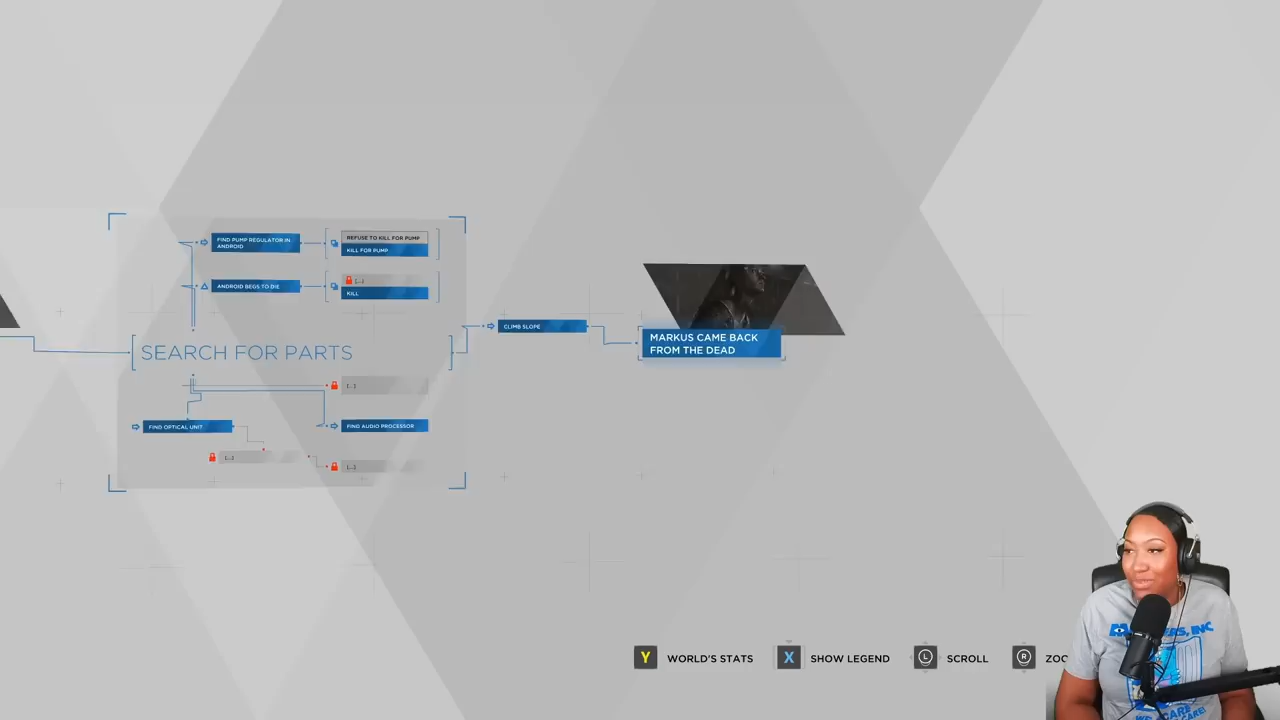 FIND PUMP REGULATOR IN
ANDROID
REFUSE TO KILL FOR PUMP
KILL FOR PUMP
ANDROID BEGS TO DIE
[...]
KILL
CLIMB SLOPE
MARKUS CAME BACK
FROM THE DEAD
SEARCH FOR PARTS
[...]
FIND OPTICAL UNIT
FIND AUDIO PROCESSOR
[...]
[...]
Y WORLD'S STATS
X SHOW LEGEND
L SCROLL
R ZOO